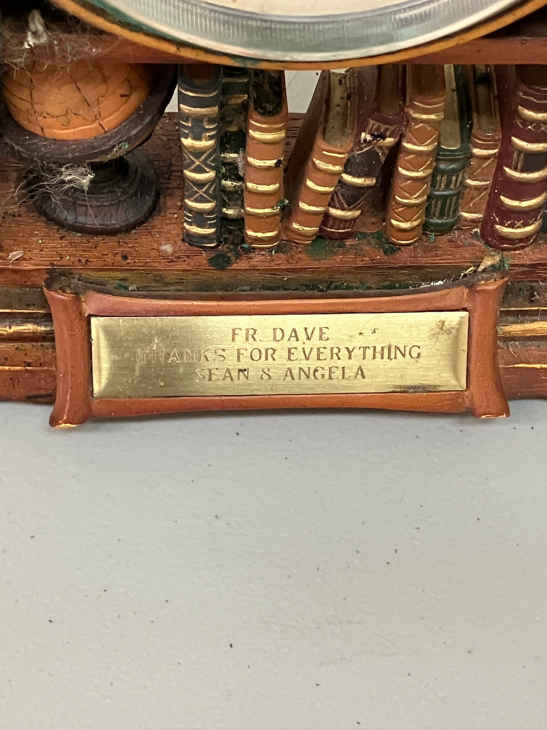 FR. DAVE
THANKS FOR EVERYTHING
SEAN & ANGELA